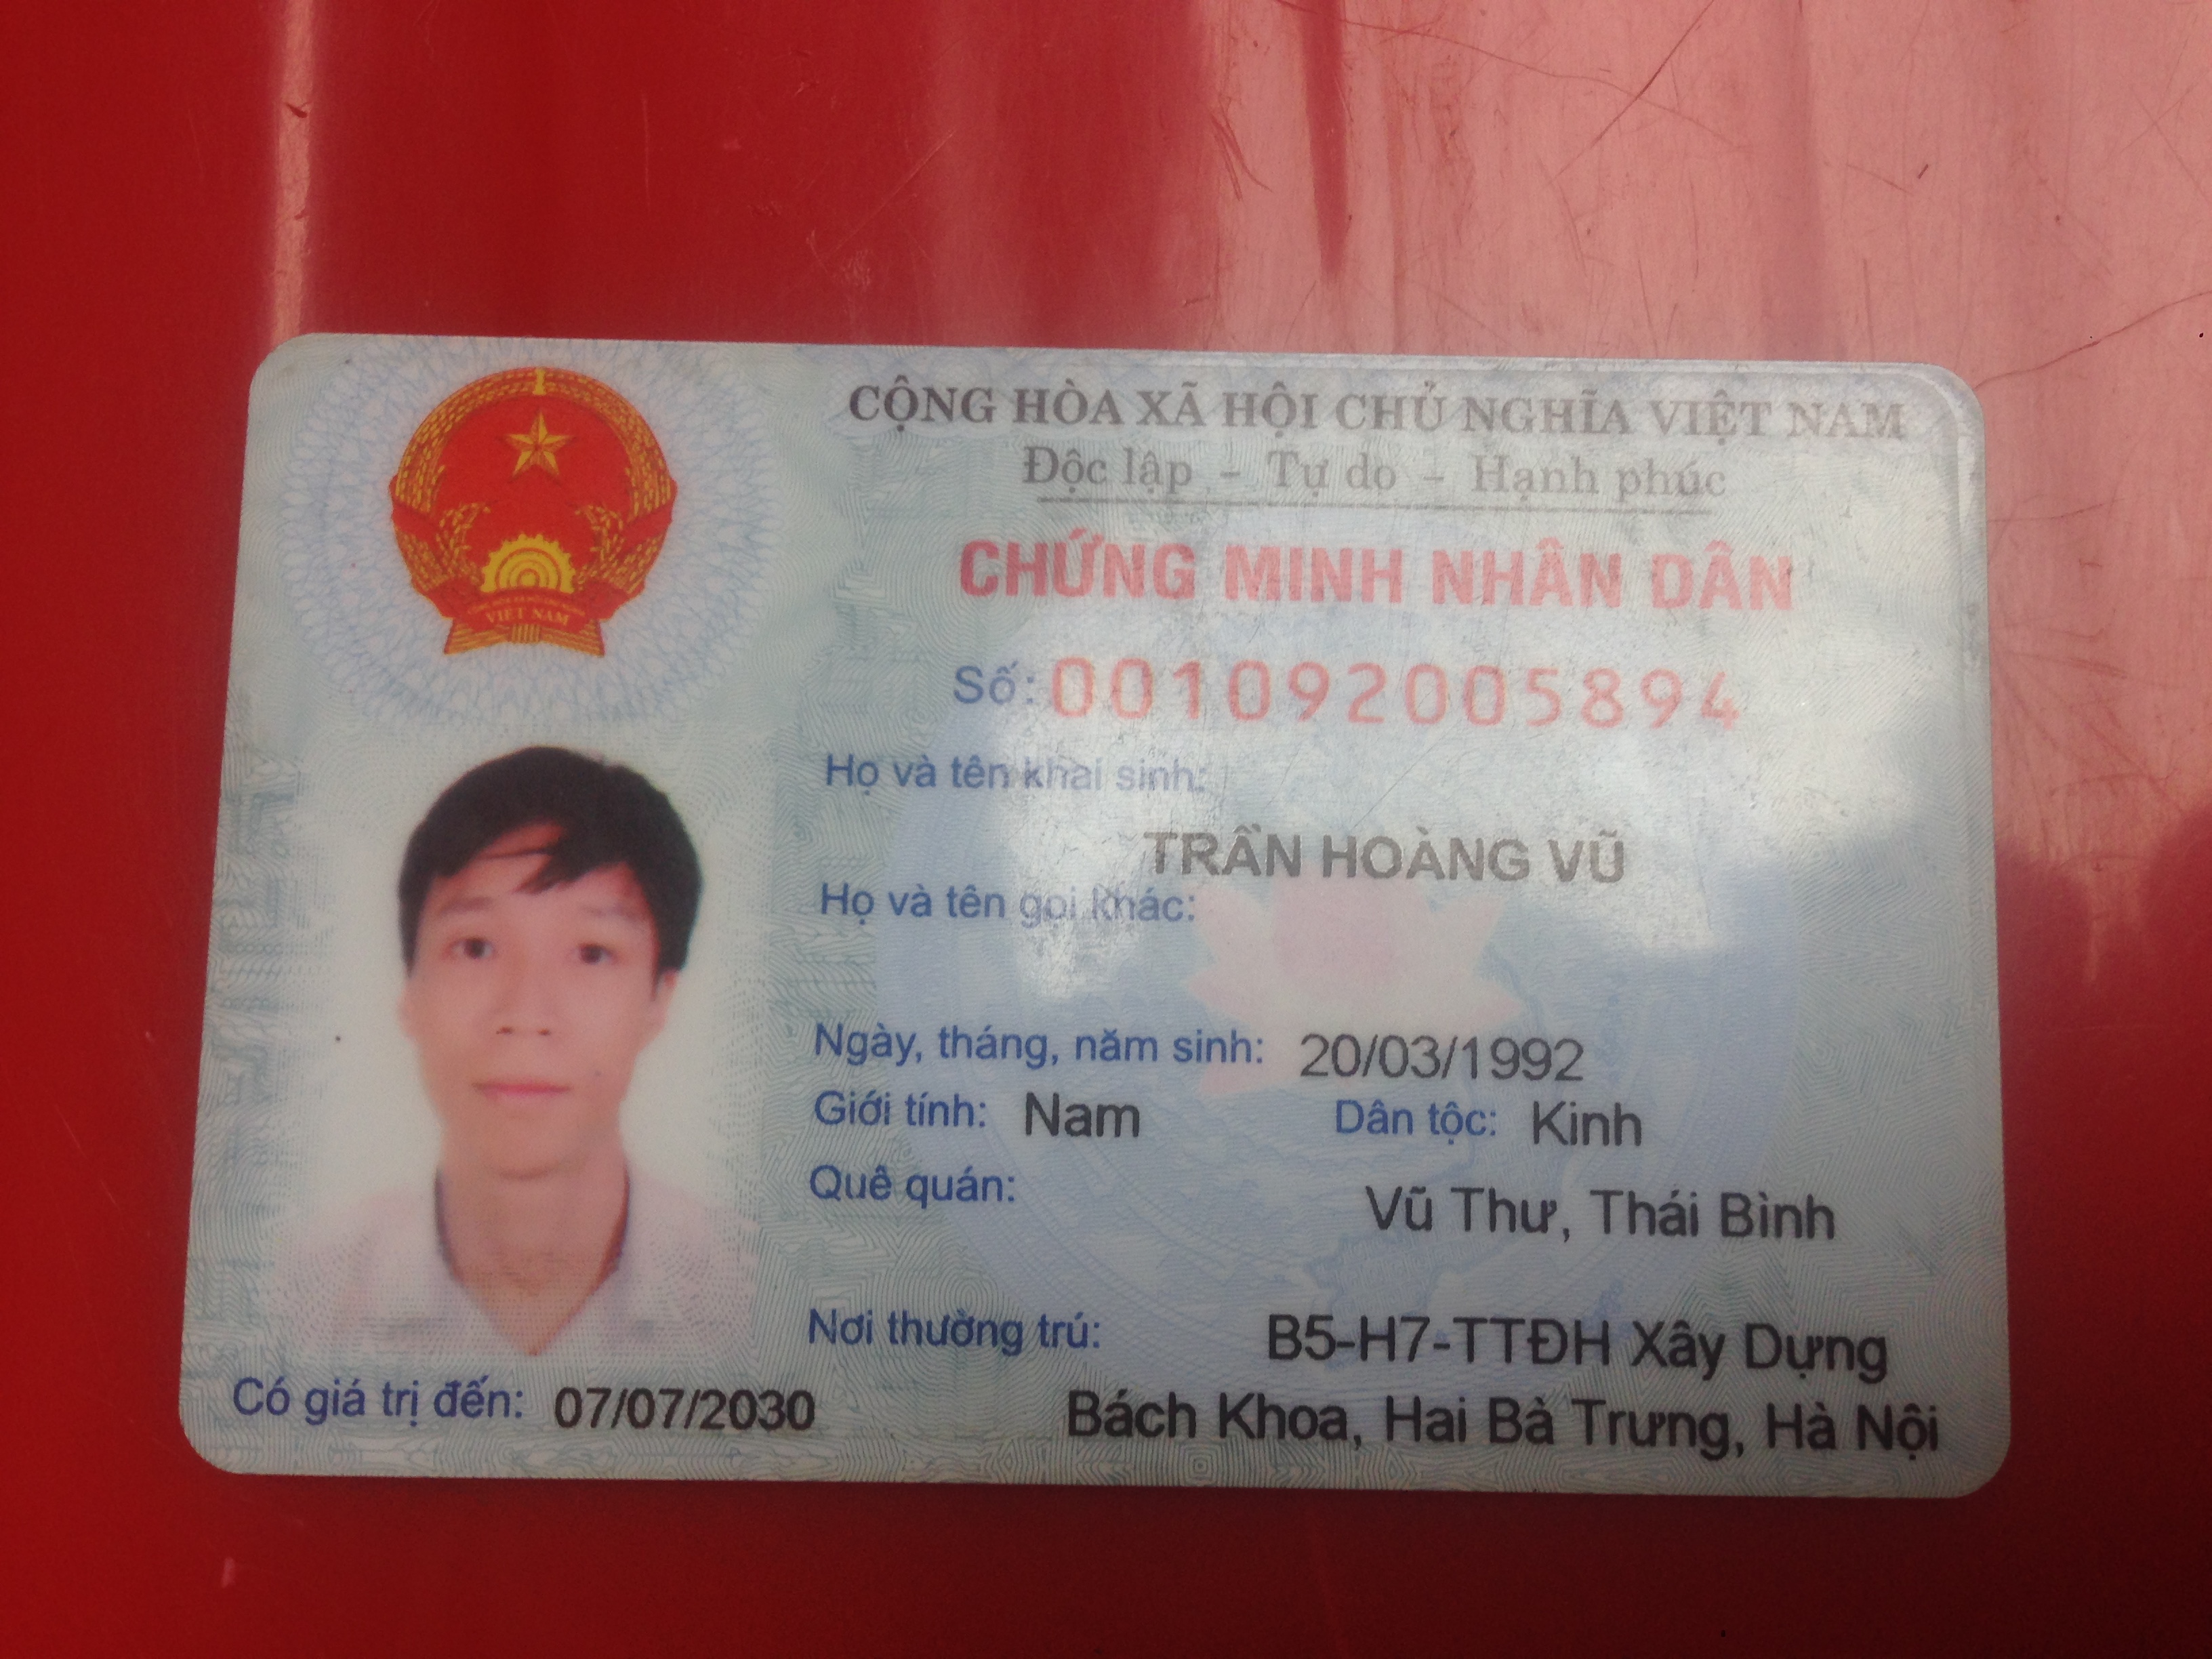 CỘNG HÒA XÃ HỘI CHỦ NGHĨA VIỆT NAM
Độc lập - Tự do - Hạnh phúc
CHỨNG MINH NHÂN DÂN
Số: 001092005894
Họ và tên khai sinh:
TRẦN HOÀNG VŨ
Họ và tên gọi khác:
Ngày, tháng, năm sinh: 20/03/1992
Giới tính: Nam Dân tộc: Kinh
Quê quán:
Vũ Thư, Thái Bình
Nơi thường trú: B5-H7-TTĐH Xây Dựng
Bách Khoa, Hai Bà Trưng, Hà Nội
Có giá trị đến: 07/07/2030
VIỆT NAM